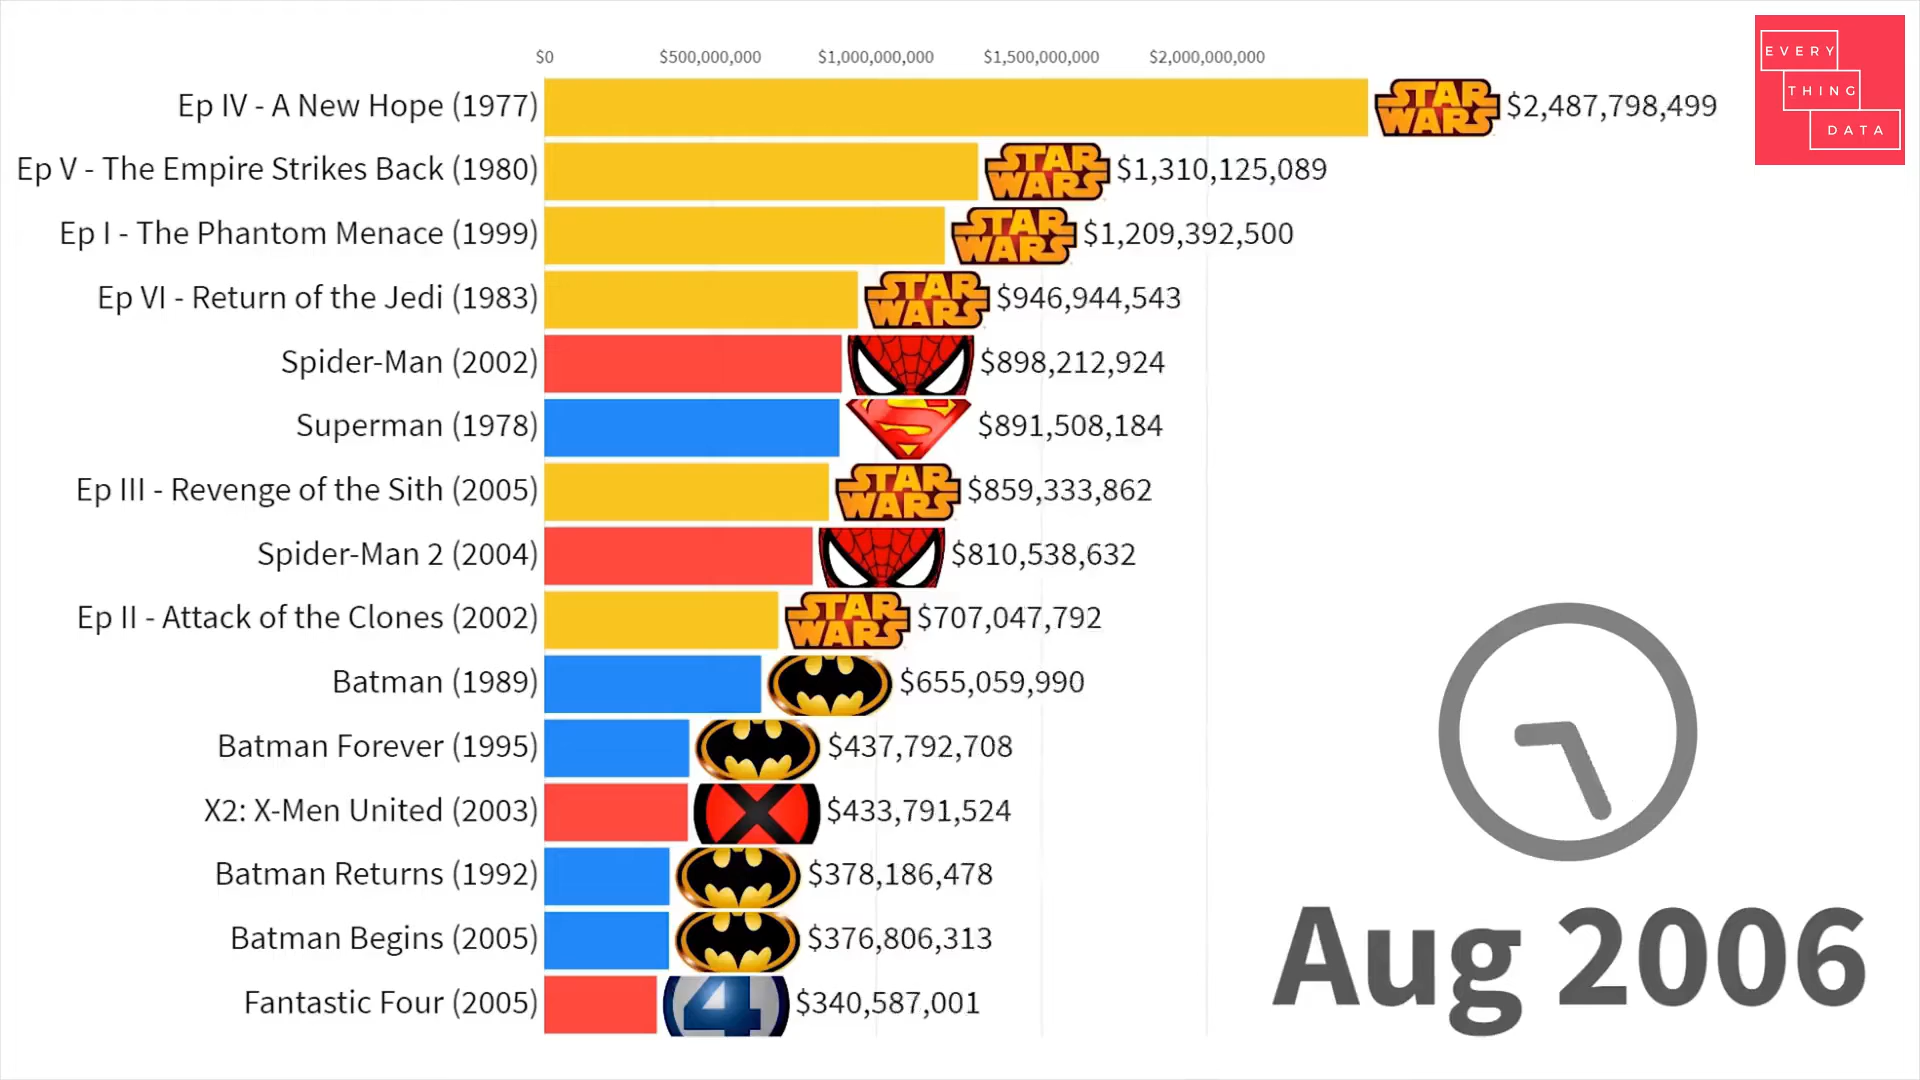 EVERY
THING
DATA
$0 $500,000,000 $1,000,000,000 $1,500,000,000 $2,000,000,000
Ep IV - A New Hope (1977) STAR WARS $2,487,798,499
Ep V - The Empire Strikes Back (1980) STAR WARS $1,310,125,089
Ep I - The Phantom Menace (1999) STAR WARS $1,209,392,500
Ep VI - Return of the Jedi (1983) STAR WARS $946,944,543
Spider-Man (2002) $898,212,924
Superman (1978) S $891,508,184
Ep III - Revenge of the Sith (2005) STAR WARS $859,333,862
Spider-Man 2 (2004) $810,538,632
Ep II - Attack of the Clones (2002) STAR WARS $707,047,792
Batman (1989) $655,059,990
Batman Forever (1995) $437,792,708
X2: X-Men United (2003) X $433,791,524
Batman Returns (1992) $378,186,478
Batman Begins (2005) $376,806,313
Fantastic Four (2005) 4 $340,587,001
Aug 2006